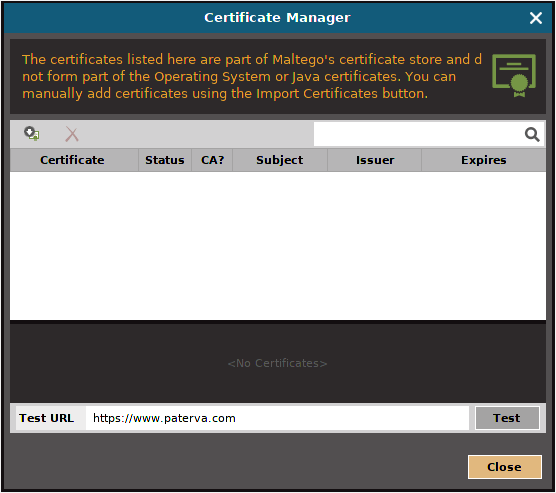 Certificate Manager
The certificates listed here are part of Maltego's certificate store and d
not form part of the Operating System or Java certificates. You can
manually add certificates using the Import Certificates button.
Certificate Status CA? Subject Issuer Expires
<No Certificates>
Test URL https://www.paterva.com Test
Close